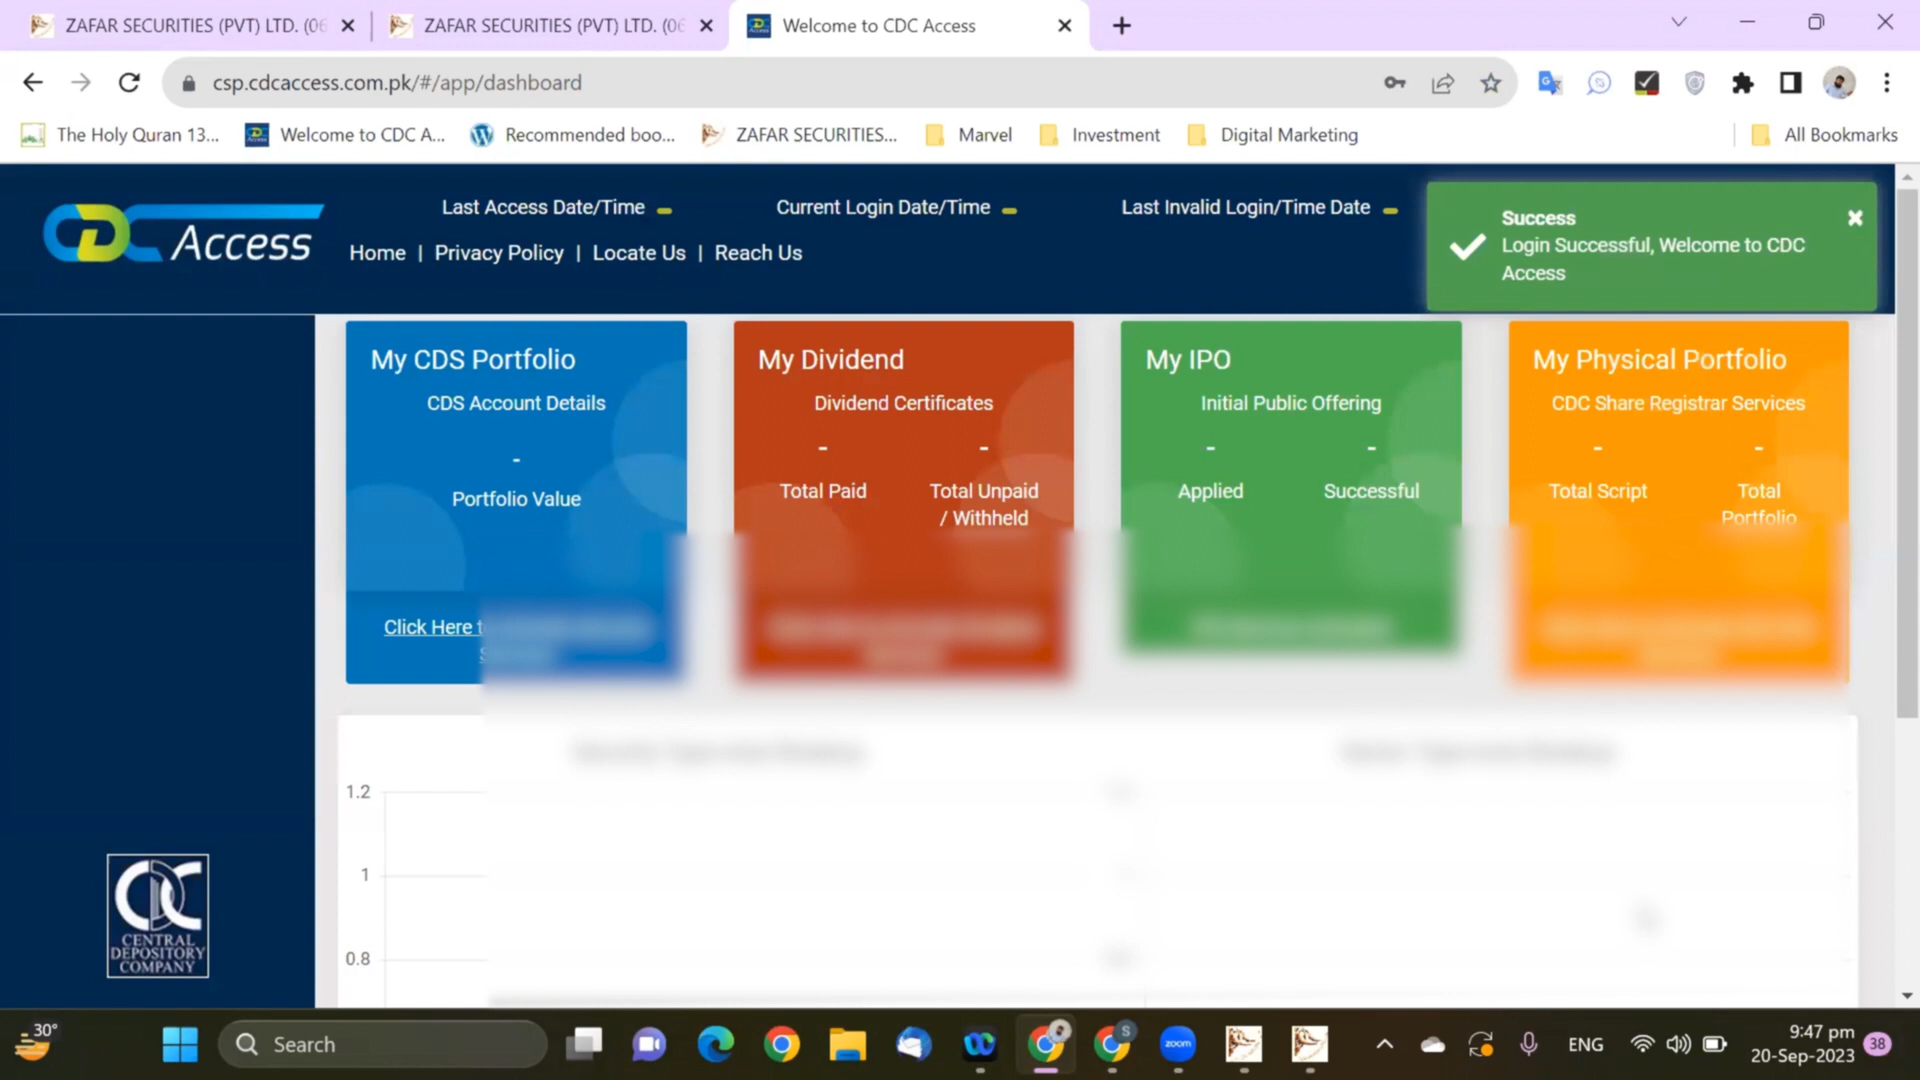 ZAFAR SECURITIES (PVT) LTD. (06
ZAFAR SECURITIES (PVT) LTD. (06
Welcome to CDC Access
csp.cdcaccess.com.pk/#/app/dashboard
The Holy Quran 13...
Welcome to CDC A...
Recommended boo...
ZAFAR SECURITIES...
Marvel
Investment
Digital Marketing
All Bookmarks
CDC Access
Last Access Date/Time
Current Login Date/Time
Last Invalid Login/Time Date
Home | Privacy Policy | Locate Us | Reach Us
Success
Login Successful, Welcome to CDC
Access
My CDS Portfolio
CDS Account Details
-
Portfolio Value
Click Here
My Dividend
Dividend Certificates
- -
Total Paid
Total Unpaid
/ Withheld
My IPO
Initial Public Offering
- -
Applied
Successful
My Physical Portfolio
CDC Share Registrar Services
- -
Total Script
Total
Portfolio
1.2
1
0.8
CDC
CENTRAL
DEPOSITORY
COMPANY
30°
Search
zoom
S
ENG
9:47 pm
20-Sep-2023
38